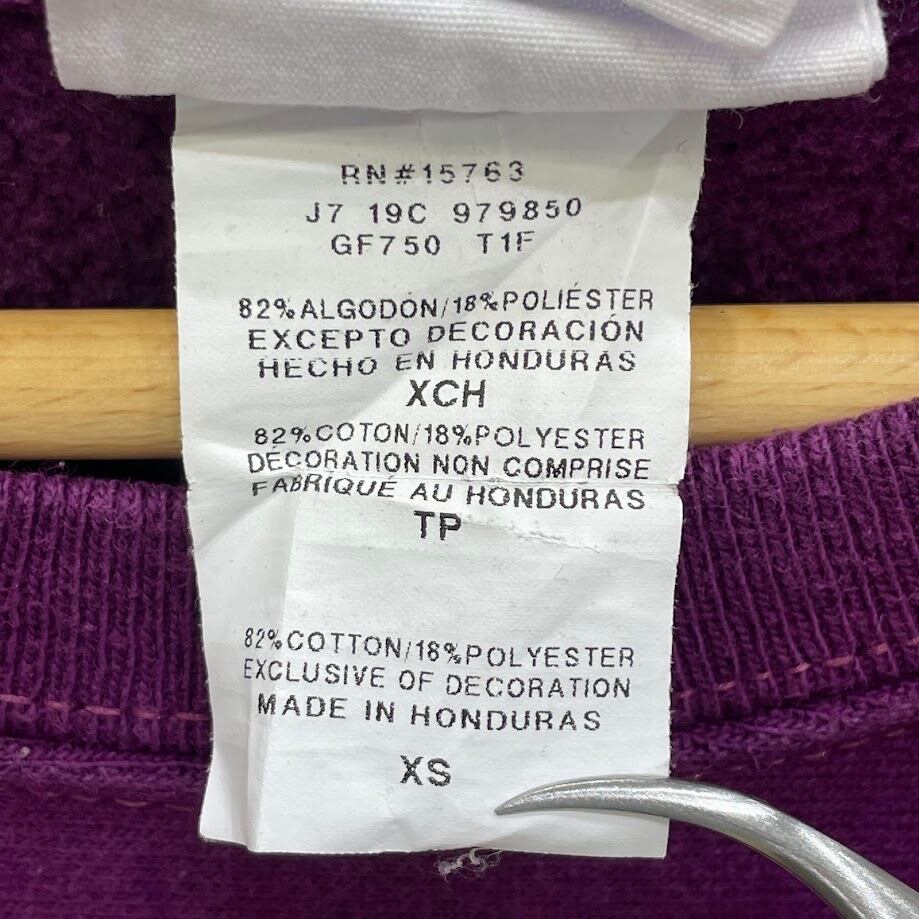 RN#15763
J7 19C 979850
GF750 T1F
82%ALGODON/18%POLIÉSTER
EXCEPTO DECORACIÓN
HECHO EN HONDURAS
XCH
82%COTON/18%POLYESTER
DÉCORATION NON COMPRISE
FABRIQUÉ AU HONDURAS
TP
82%COTTON/18%POLYESTER
EXCLUSIVE OF DECORATION
MADE IN HONDURAS
XS